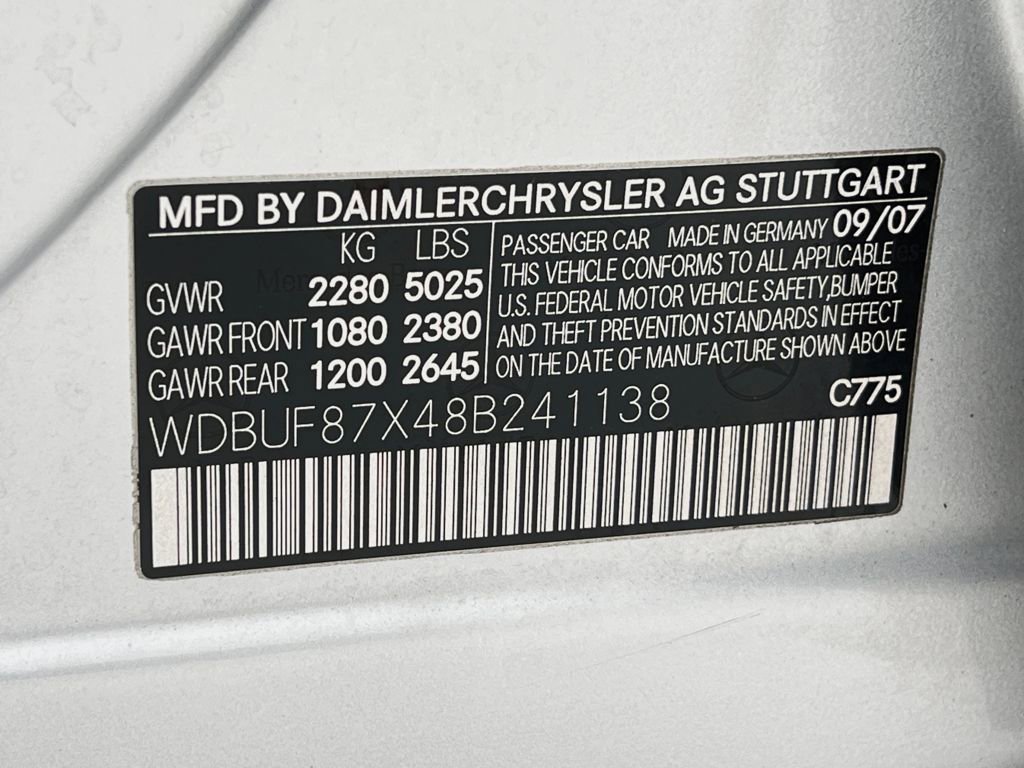 MFD BY DAIMLERCHRYSLER AG STUTTGART
KG LBS
GVWR 2280 5025
GAWR FRONT 1080 2380
GAWR REAR 1200 2645
PASSENGER CAR MADE IN GERMANY 09/07
THIS VEHICLE CONFORMS TO ALL APPLICABLE
U.S. FEDERAL MOTOR VEHICLE SAFETY,BUMPER
AND THEFT PREVENTION STANDARDS IN EFFECT
ON THE DATE OF MANUFACTURE SHOWN ABOVE
WDBUF87X48B241138
C775